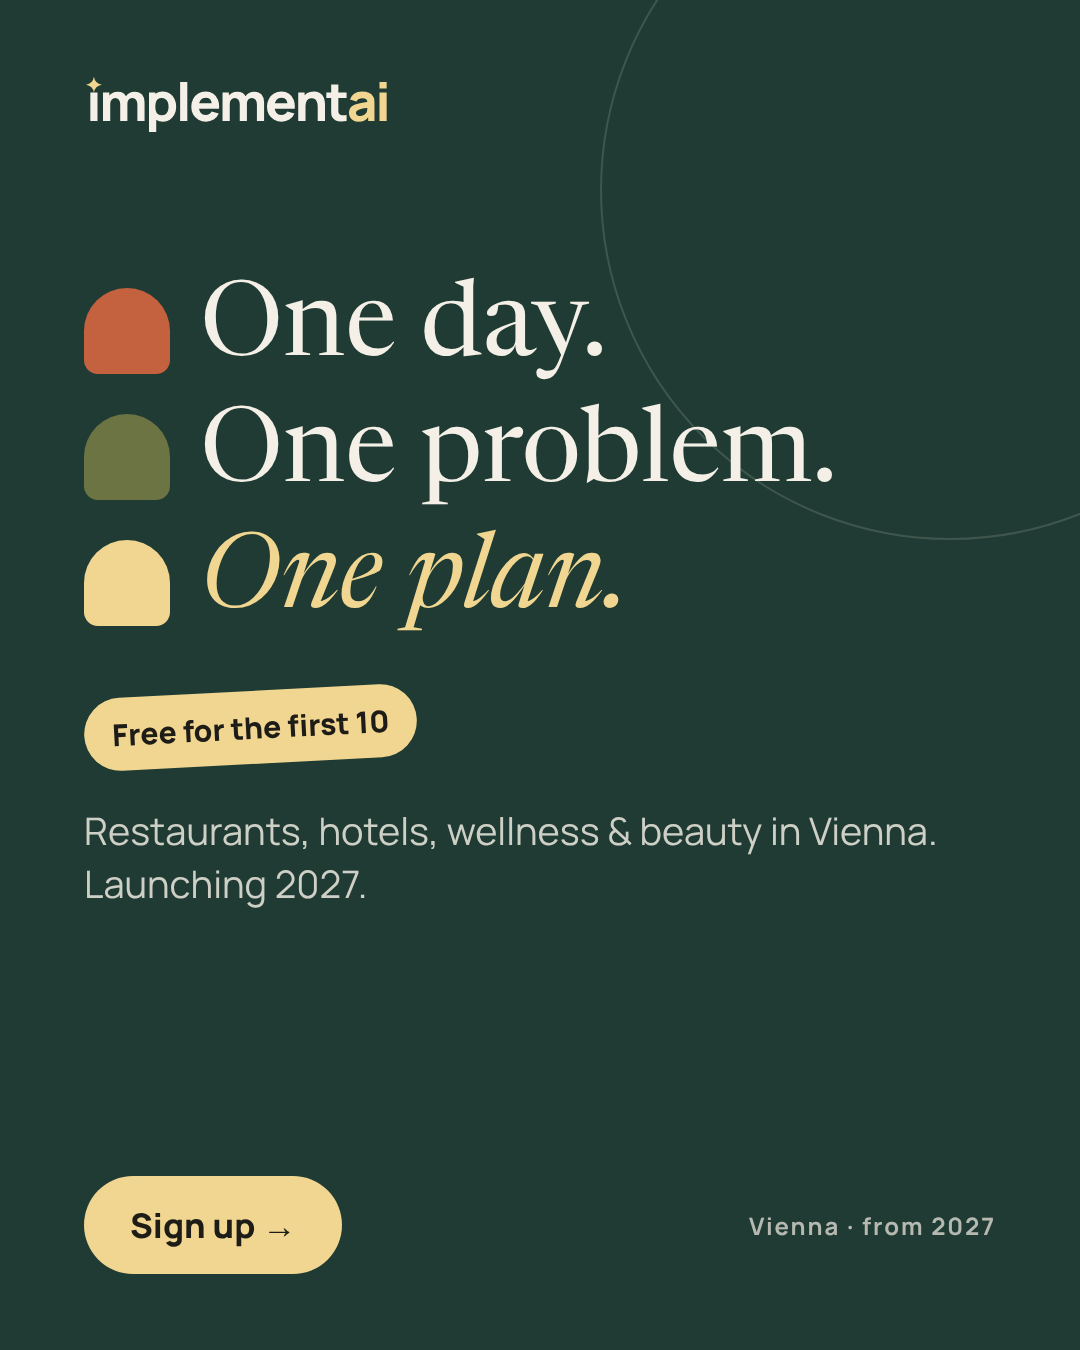 implementai
One day.
One problem.
One plan.
Free for the first 10
Restaurants, hotels, wellness & beauty in Vienna.
Launching 2027.
Sign up →
Vienna · from 2027